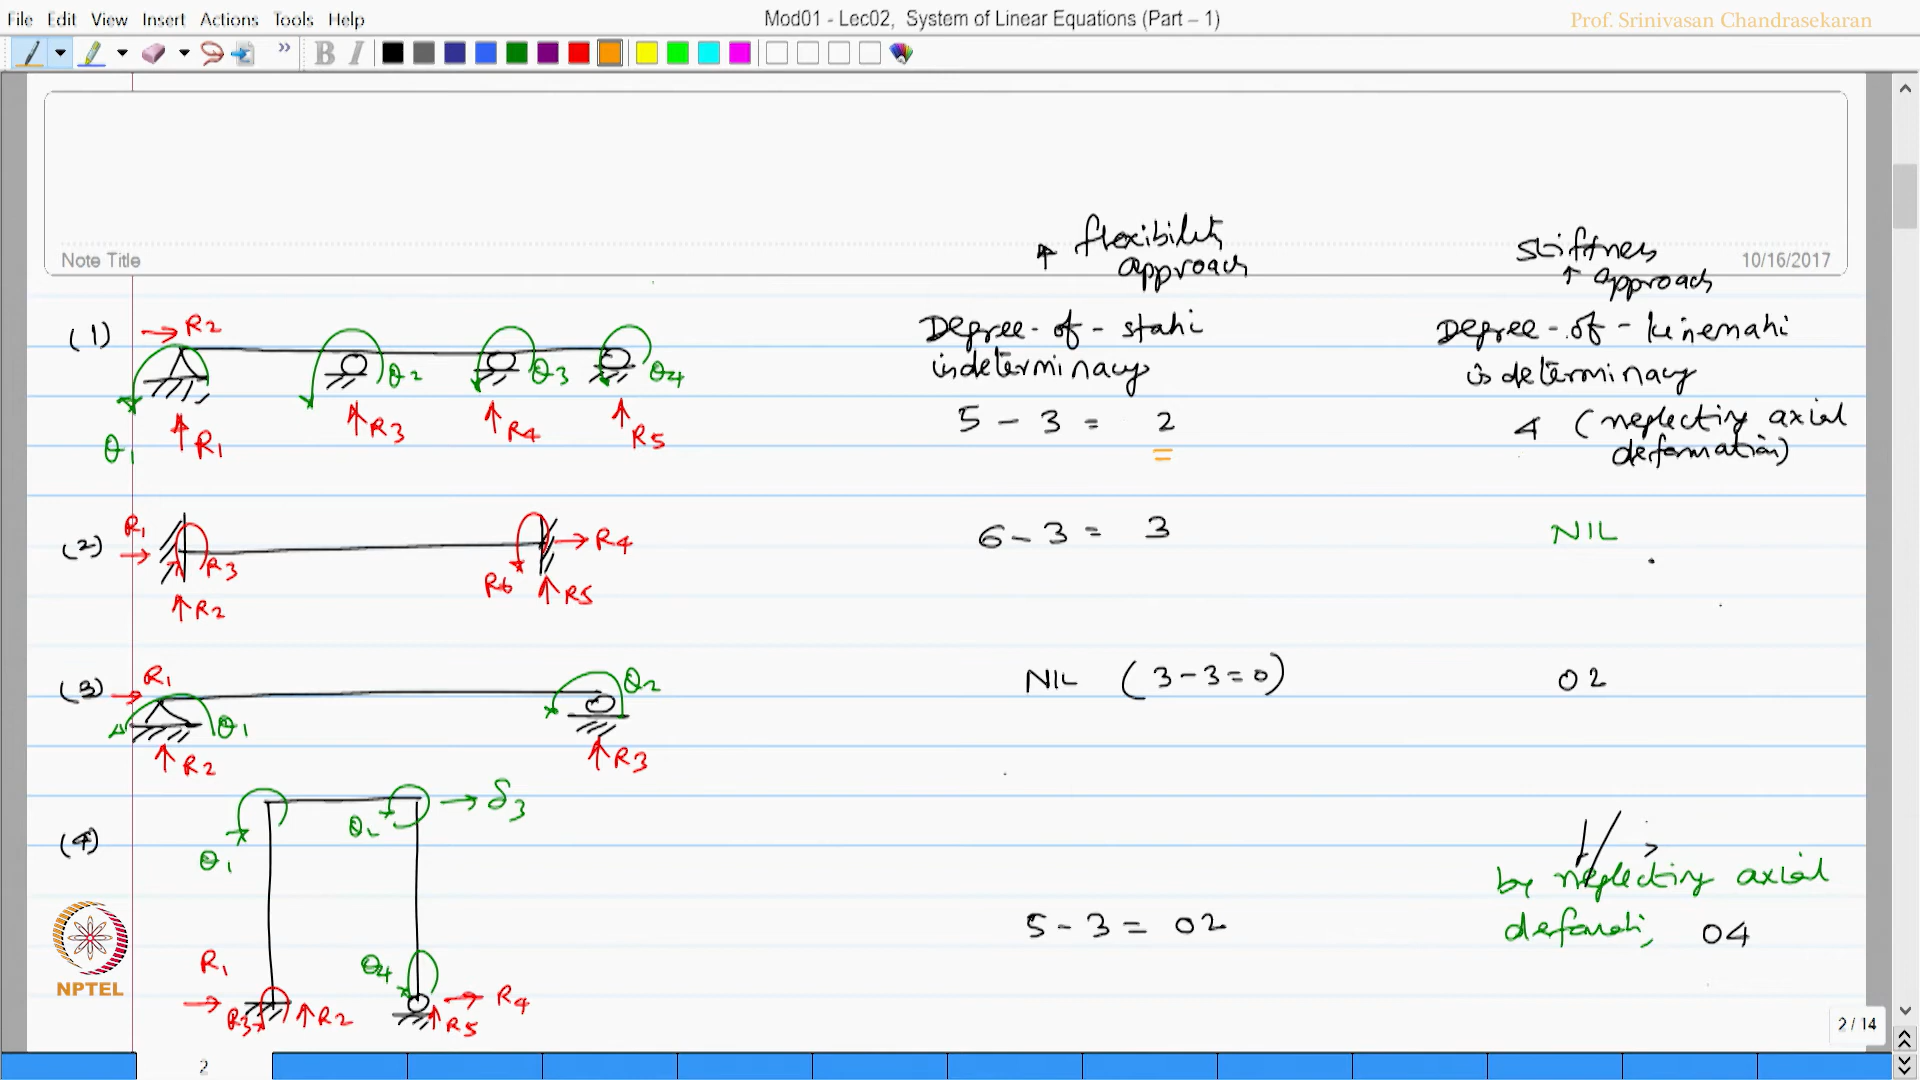 File Edit View Insert Actions Tools Help
Mod01 - Lec02, System of Linear Equations (Part – 1)
Prof. Srinivasan Chandrasekaran
B I
Note Title
10/16/2017
flexibility
approach
stiffness
approach
Degree-of-stati
indeterminacy
Degree-of-kinemati
indeterminacy
(1)
R2
θ1
θ2
θ3
θ4
R1
R3
R4
R5
5 - 3 = 2
4 (neglecting axial
deformation)
(2)
R1
R3
R2
R6
R4
R5
6 - 3 = 3
NIL
(3)
R1
θ1
R2
θ2
R3
NIL (3-3=0)
02
(4)
θ1
θ2
δ3
R1
R3
R2
θ4
R4
R5
5 - 3 = 02
by neglecting axial
deformati, 04
NPTEL
2 / 14
2